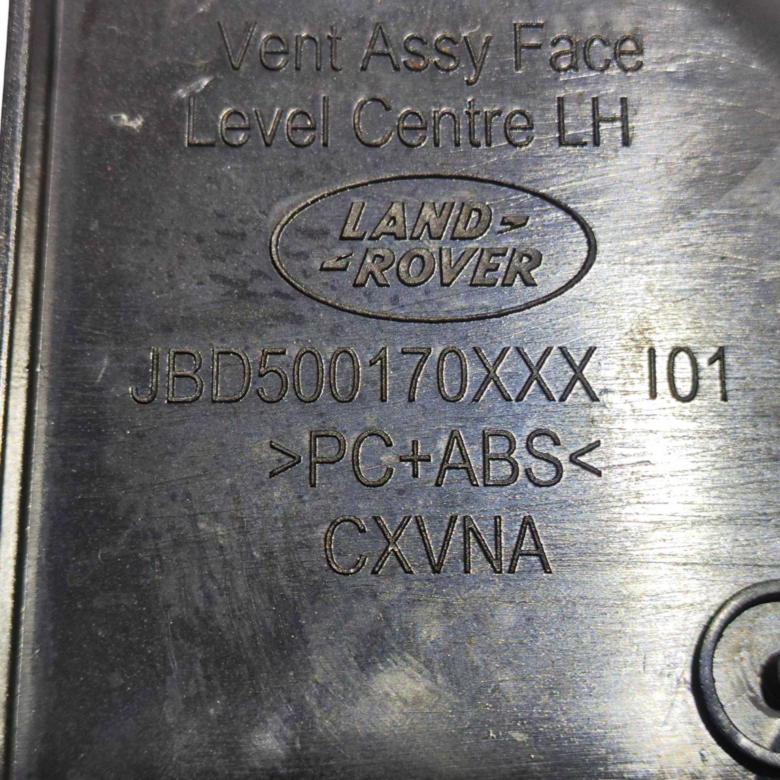 Vent Assy Face
Level Centre LH
LAND-
-ROVER
JBD500170XXX I01
>PC+ABS<
CXVNA